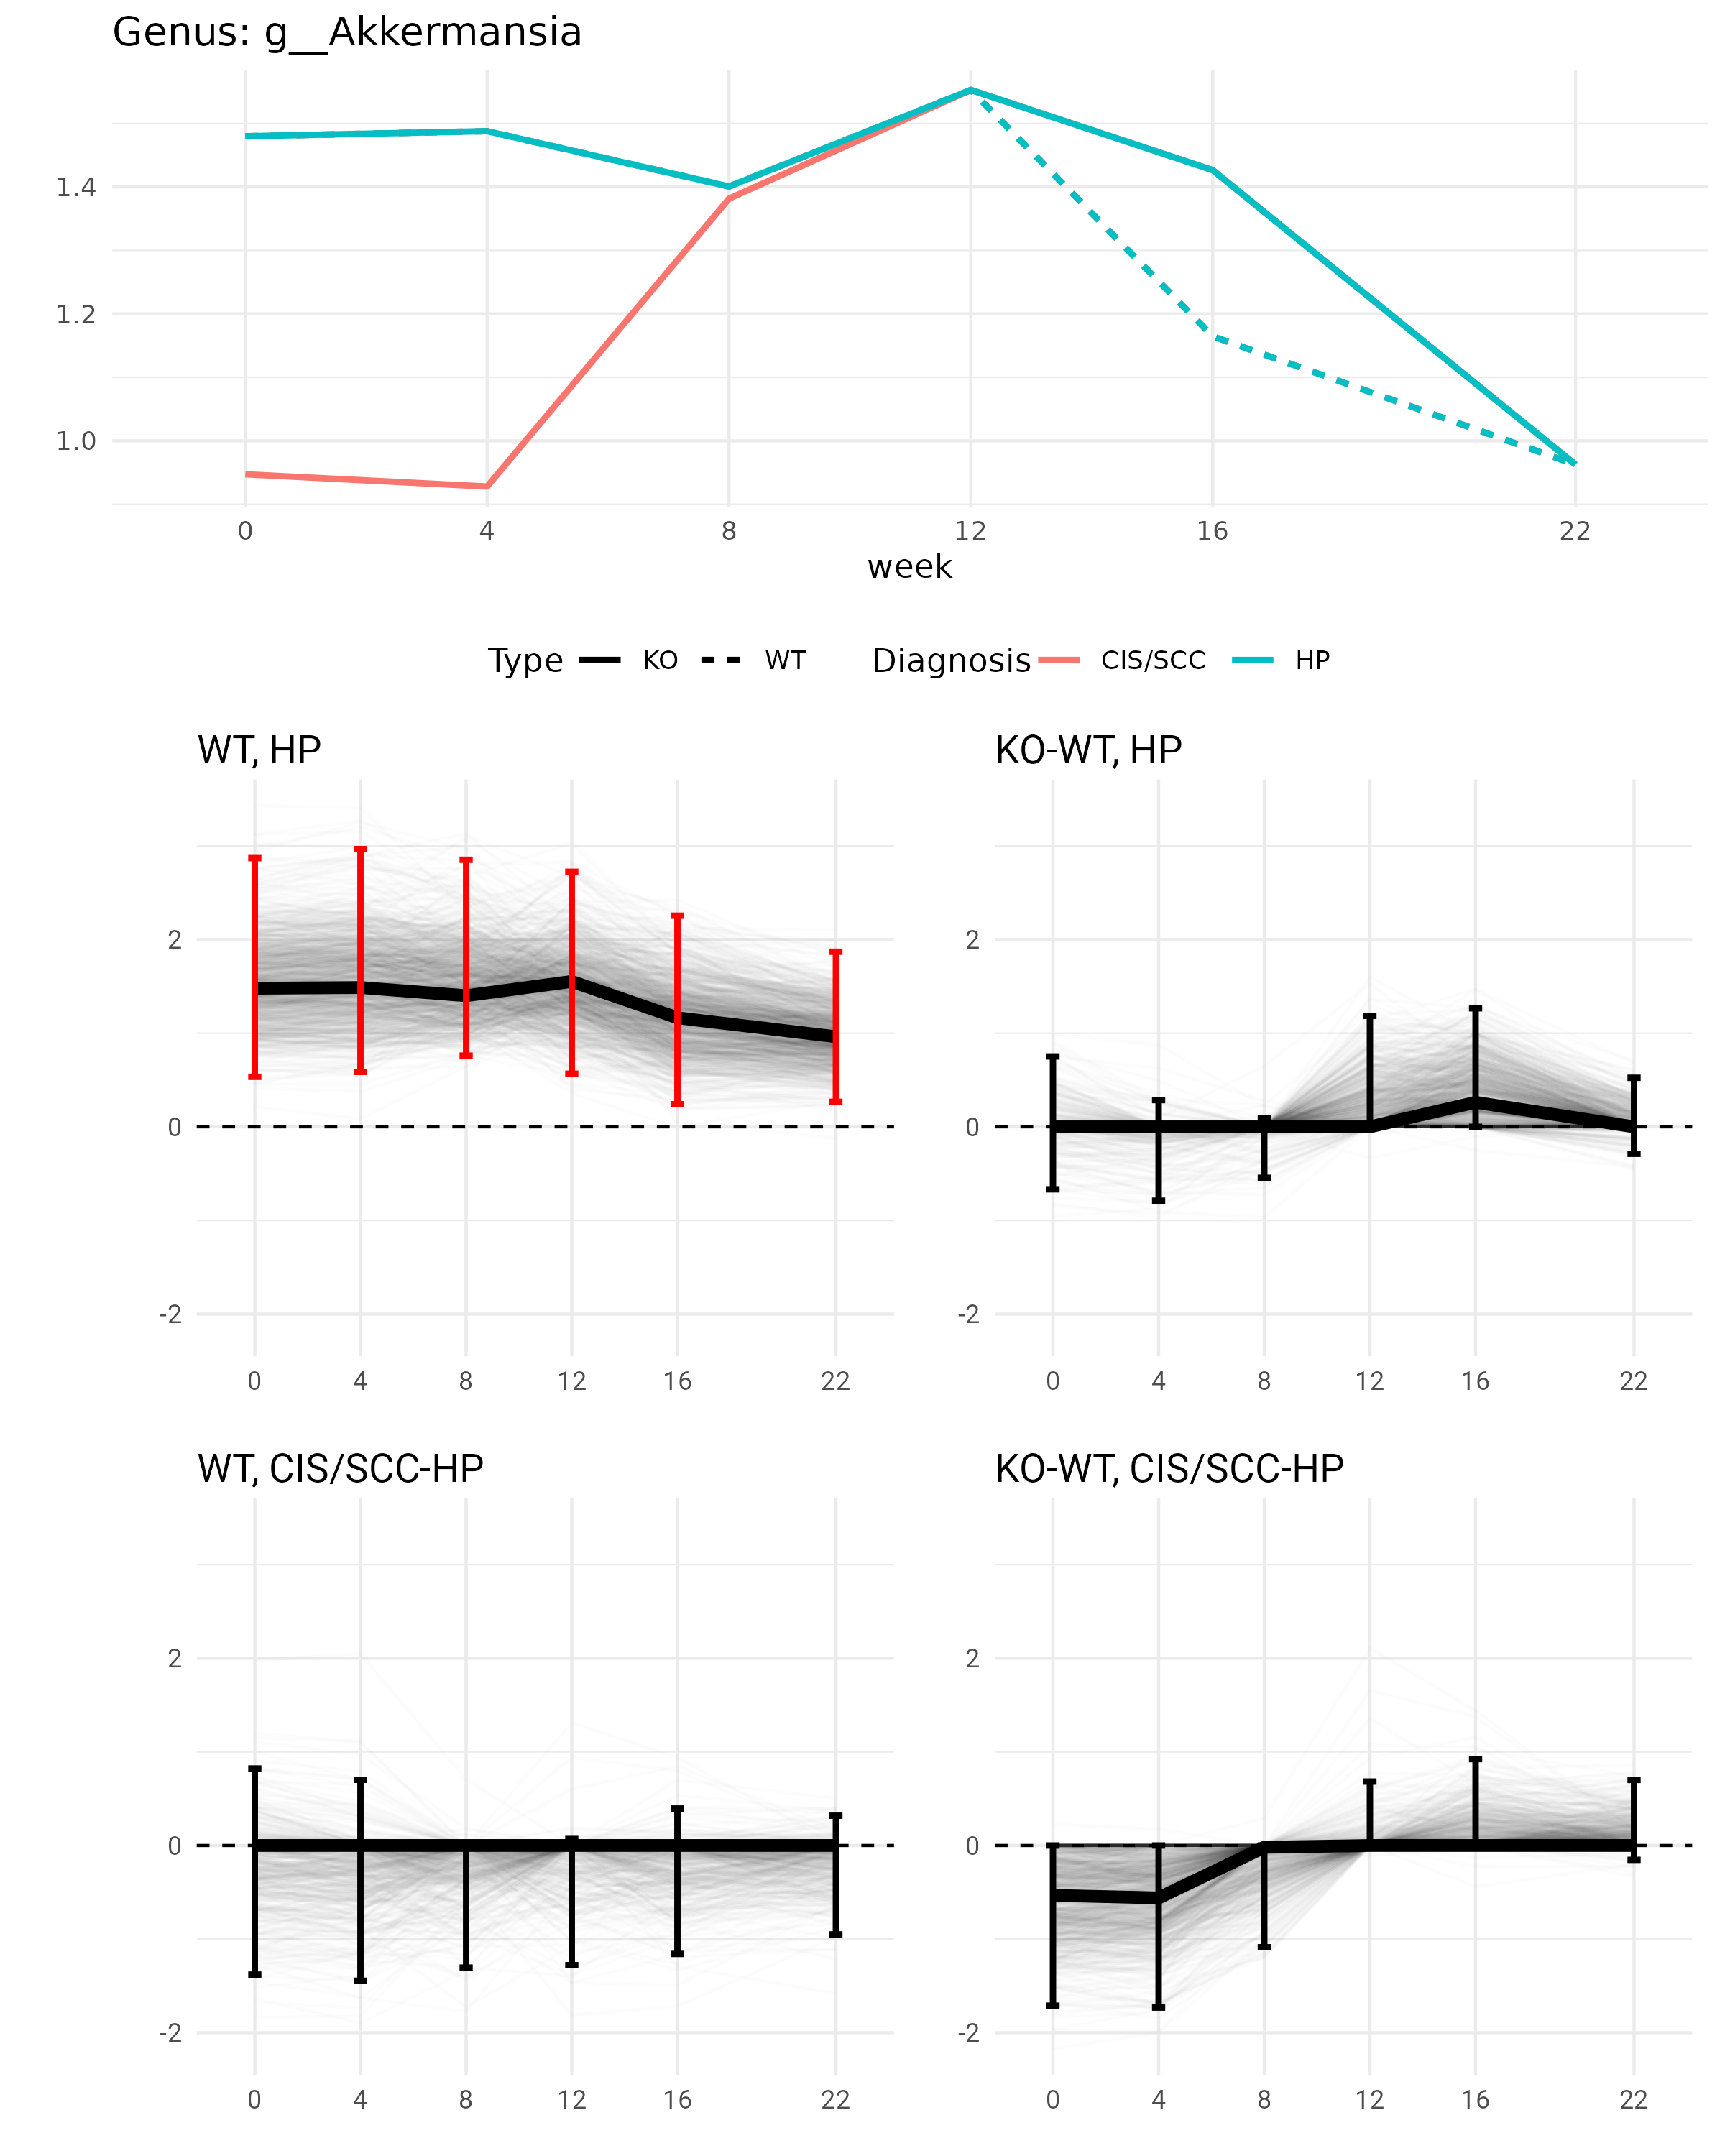 Genus: g__Akkermansia
1.4
1.2
1.0
0 4 8 12 16 22
week
Type KO WT Diagnosis CIS/SCC HP
WT, HP
2
0
-2
0 4 8 12 16 22
KO-WT, HP
2
0
-2
0 4 8 12 16 22
WT, CIS/SCC-HP
2
0
-2
0 4 8 12 16 22
KO-WT, CIS/SCC-HP
2
0
-2
0 4 8 12 16 22